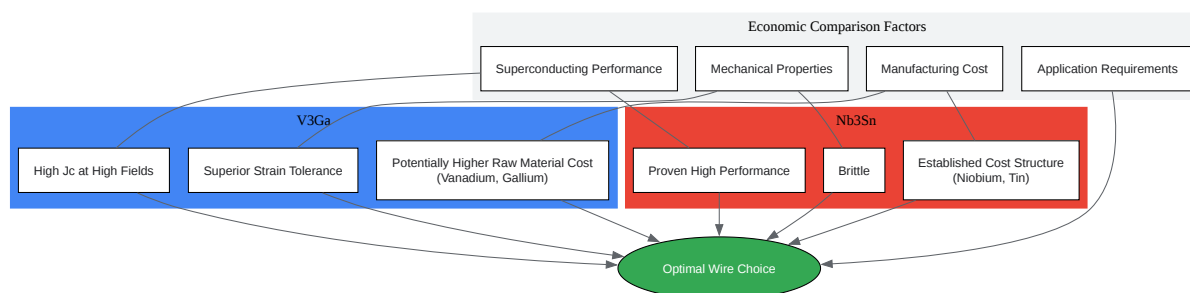 Economic Comparison Factors
Superconducting Performance
Mechanical Properties
Manufacturing Cost
Application Requirements
V3Ga
Nb3Sn
High Jc at High Fields
Superior Strain Tolerance
Potentially Higher Raw Material Cost
(Vanadium, Gallium)
Proven High Performance
Brittle
Established Cost Structure
(Niobium, Tin)
Optimal Wire Choice